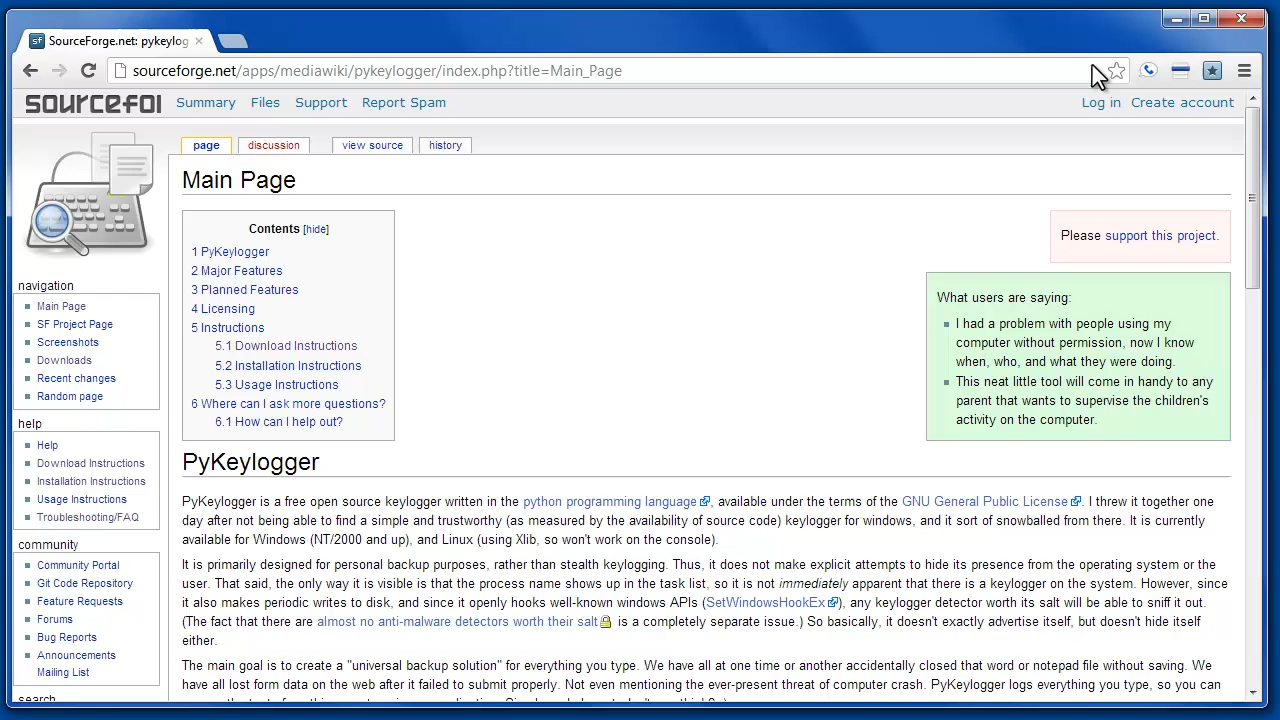 SourceForge.net: pykeylog
sourceforge.net/apps/mediawiki/pykeylogger/index.php?title=Main_Page
Summary Files Support Report Spam Log in Create account
page discussion view source history
Main Page
Contents [hide]
1 PyKeylogger
2 Major Features
3 Planned Features
4 Licensing
5 Instructions
5.1 Download Instructions
5.2 Installation Instructions
5.3 Usage Instructions
6 Where can I ask more questions?
6.1 How can I help out?
Please support this project.
What users are saying:
I had a problem with people using my
computer without permission, now I know
when, who, and what they were doing.
This neat little tool will come in handy to any
parent that wants to supervise the children's
activity on the computer.
navigation
Main Page
SF Project Page
Screenshots
Downloads
Recent changes
Random page
help
Help
Download Instructions
Installation Instructions
Usage Instructions
Troubleshooting/FAQ
community
Community Portal
Git Code Repository
Feature Requests
Forums
Bug Reports
Announcements
Mailing List
search
PyKeylogger
PyKeylogger is a free open source keylogger written in the python programming language, available under the terms of the GNU General Public License. I threw it together one
day after not being able to find a simple and trustworthy (as measured by the availability of source code) keylogger for windows, and it sort of snowballed from there. It is currently
available for Windows (NT/2000 and up), and Linux (using Xlib, so won't work on the console).
It is primarily designed for personal backup purposes, rather than stealth keylogging. Thus, it does not make explicit attempts to hide its presence from the operating system or the
user. That said, the only way it is visible is that the process name shows up in the task list, so it is not immediately apparent that there is a keylogger on the system. However, since
it also makes periodic writes to disk, and since it openly hooks well-known windows APIs (SetWindowsHookEx), any keylogger detector worth its salt will be able to sniff it out.
(The fact that there are almost no anti-malware detectors worth their salt is a completely separate issue.) So basically, it doesn't exactly advertise itself, but doesn't hide itself
either.
The main goal is to create a "universal backup solution" for everything you type. We have all at one time or another accidentally closed that word or notepad file without saving. We
have all lost form data on the web after it failed to submit properly. Not even mentioning the ever-present threat of computer crash. PyKeylogger logs everything you type, so you can